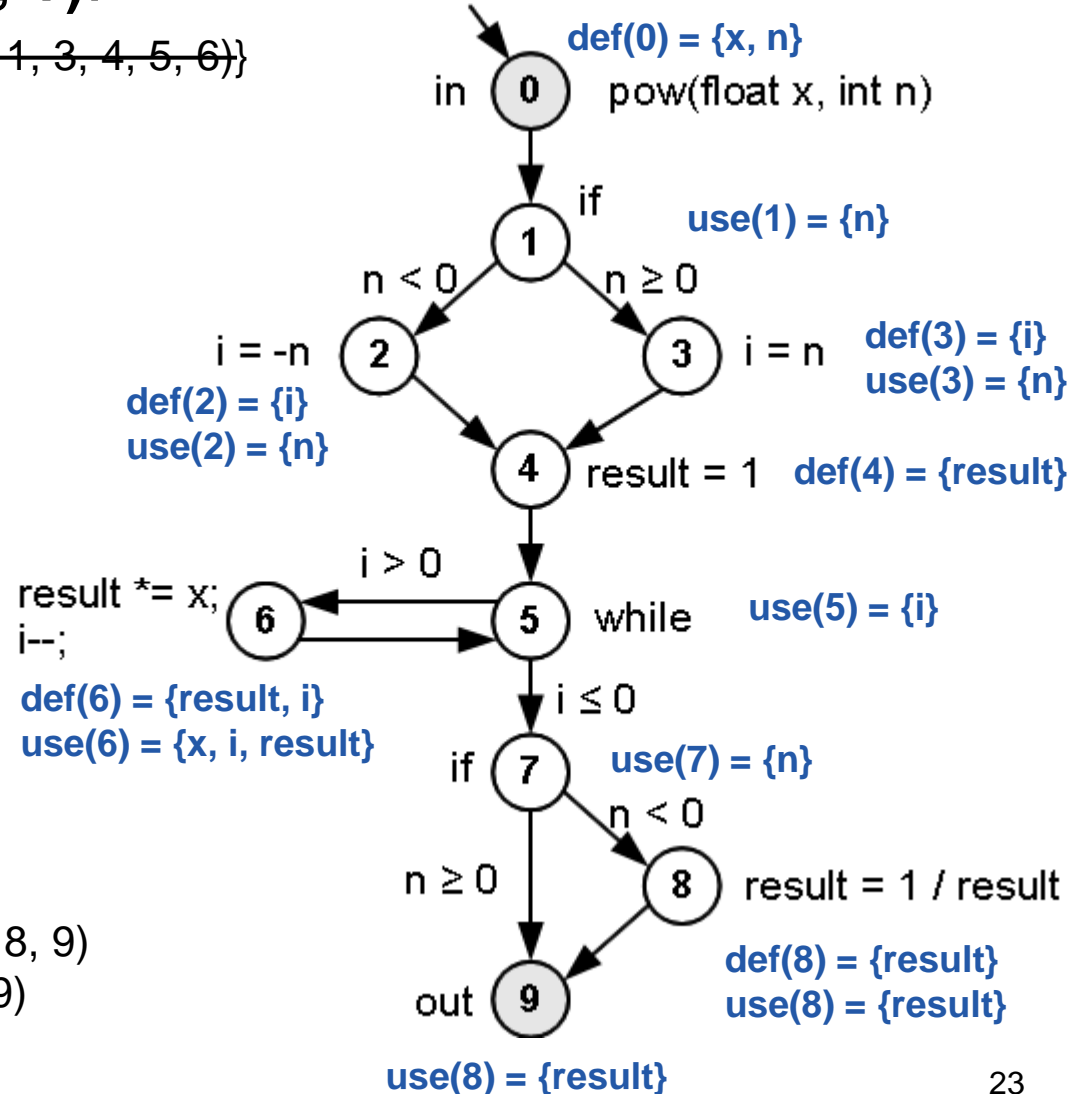 1, 3, 4, 5, 6)}
def(0) = {x, n}
in 0 pow(float x, int n)
if
use(1) = {n}
1
n < 0 n ≥ 0
i = -n 2 3 i = n
def(3) = {i}
use(3) = {n}
def(2) = {i}
use(2) = {n}
4 result = 1 def(4) = {result}
i > 0
result *= x;
i--;
6 5 while use(5) = {i}
def(6) = {result, i}
use(6) = {x, i, result}
i ≤ 0
if 7 use(7) = {n}
n < 0
n ≥ 0 8 result = 1 / result
8, 9)
9)
def(8) = {result}
use(8) = {result}
out 9
use(8) = {result}
23